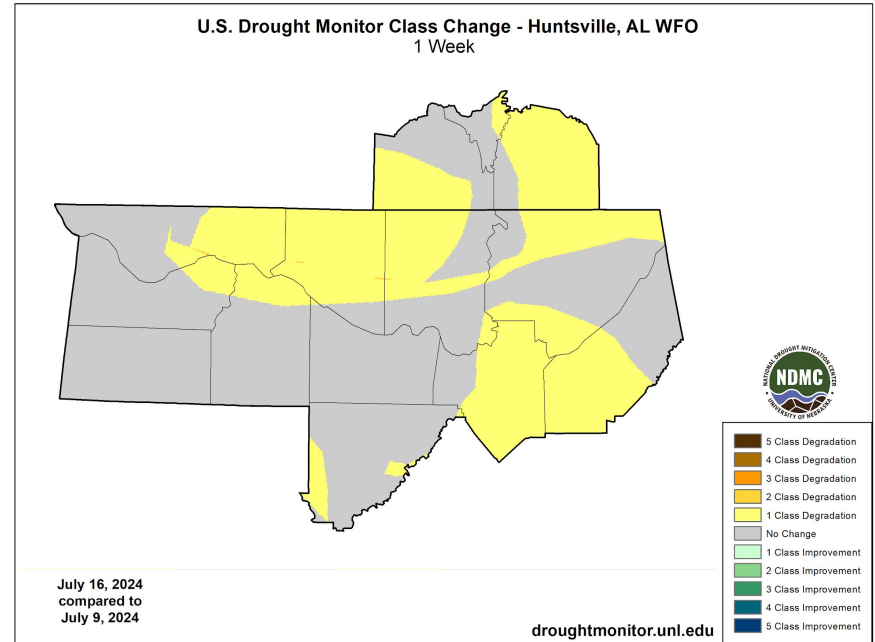 U.S. Drought Monitor Class Change - Huntsville, AL WFO
1 Week
NATIONAL DROUGHT MITIGATION CENTER
NDMC
UNIVERSITY OF NEBRASKA
5 Class Degradation
4 Class Degradation
3 Class Degradation
2 Class Degradation
1 Class Degradation
No Change
1 Class Improvement
2 Class Improvement
3 Class Improvement
4 Class Improvement
5 Class Improvement
July 16, 2024
compared to
July 9, 2024
droughtmonitor.unl.edu